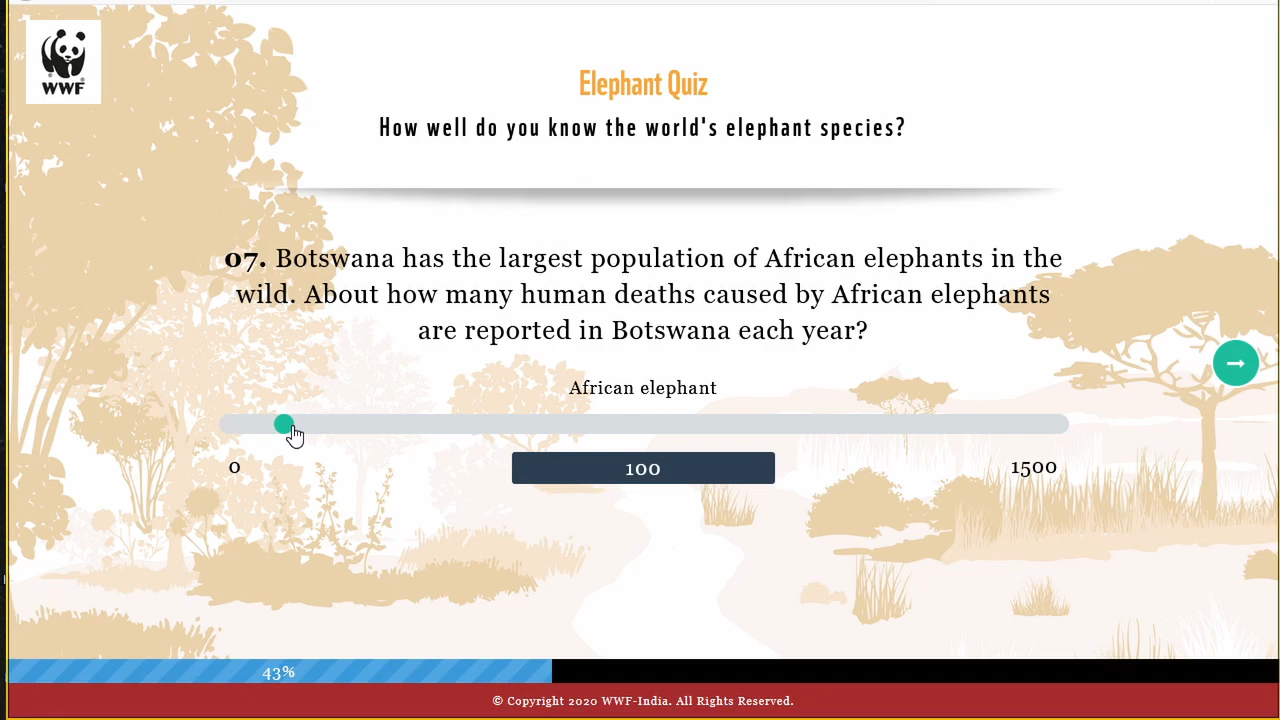 WWF
Elephant Quiz
How well do you know the world's elephant species?
07. Botswana has the largest population of African elephants in the
wild. About how many human deaths caused by African elephants
are reported in Botswana each year?
African elephant
0
100
1500
43%
© Copyright 2020 WWF-India. All Rights Reserved.